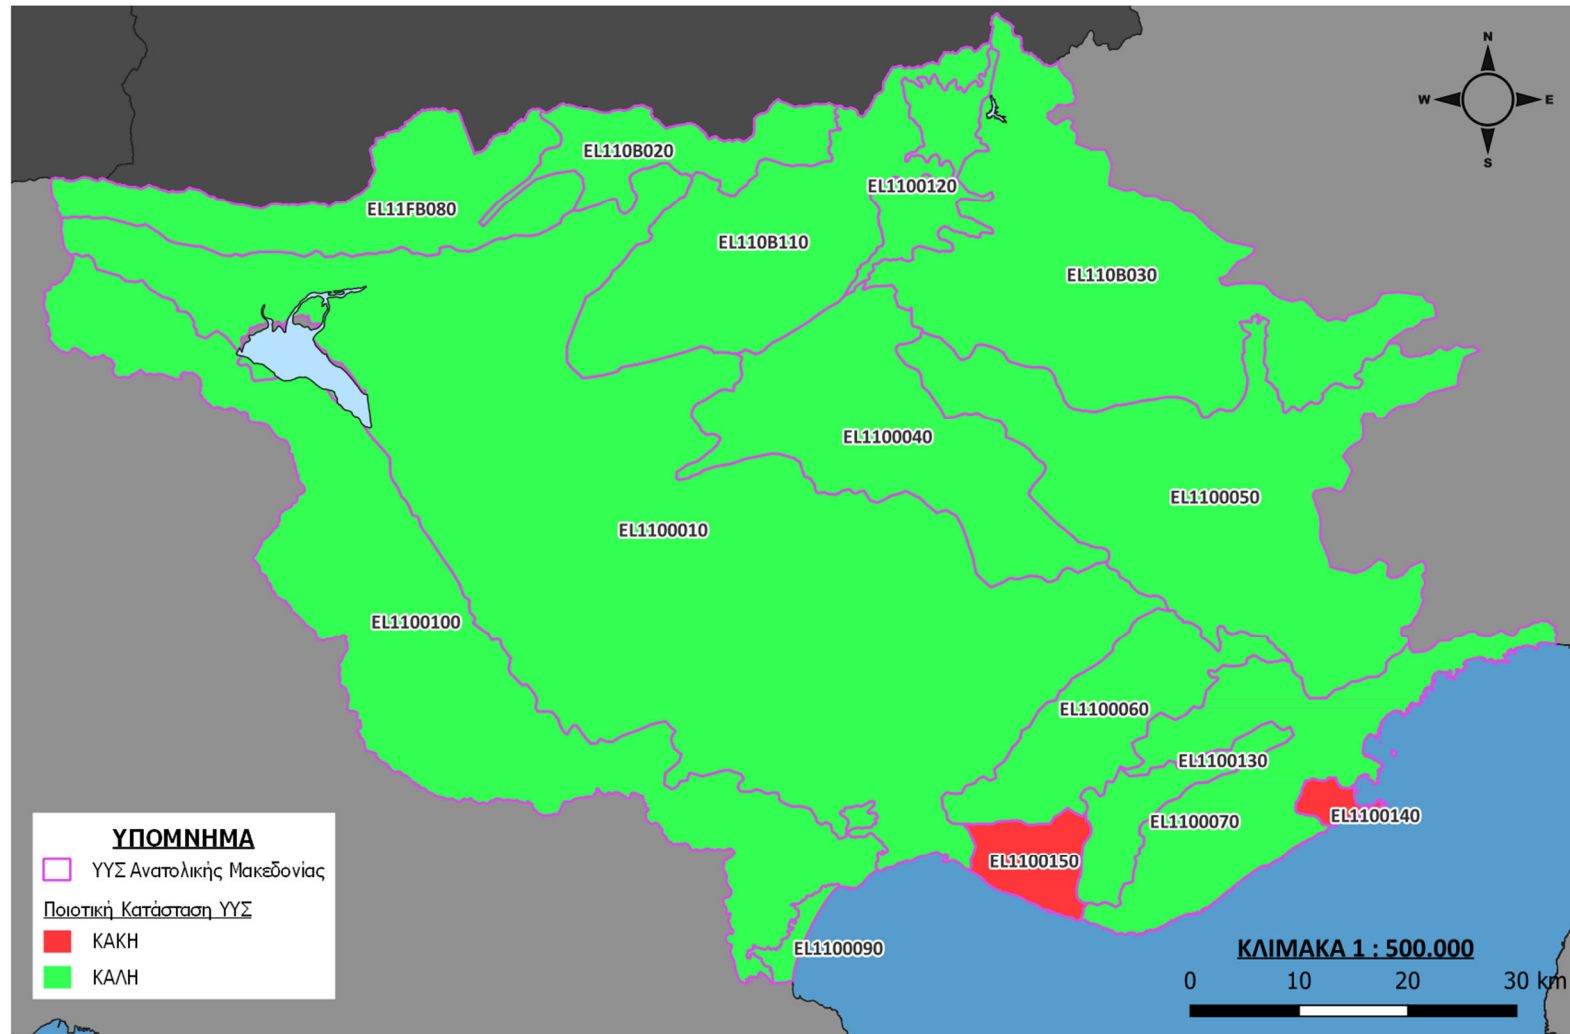 N
W E
S
EL110B020
EL1100120
EL11FB080
EL110B110
EL110B030
EL1100040
EL1100050
EL1100010
EL1100100
EL1100060
EL1100130
EL1100140
EL1100070
EL1100150
EL1100090
ΥΠΟΜΝΗΜΑ
ΥΥΣ Ανατολικής Μακεδονίας
Ποιοτική Κατάσταση ΥΥΣ
ΚΑΚΗ
ΚΑΛΗ
ΚΛΙΜΑΚΑ 1 : 500.000
0 10 20 30 km